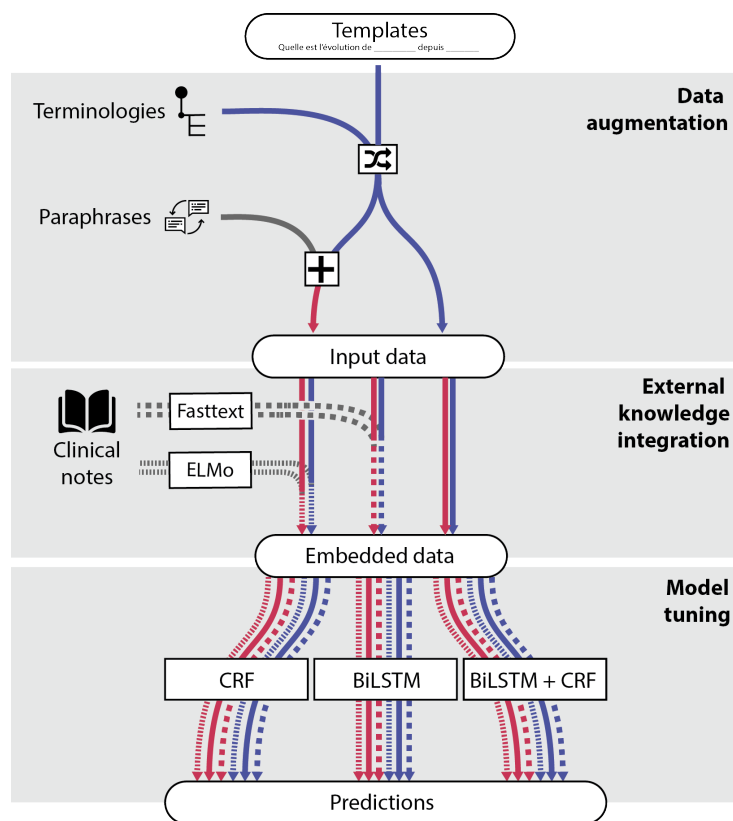 Templates
Quelle est l'évolution de _________ depuis _______
Data
augmentation
Terminologies
Paraphrases
Input data
External
knowledge
integration
Fasttext
Clinical
notes
ELMo
Embedded data
Model
tuning
CRF
BiLSTM
BiLSTM + CRF
Predictions